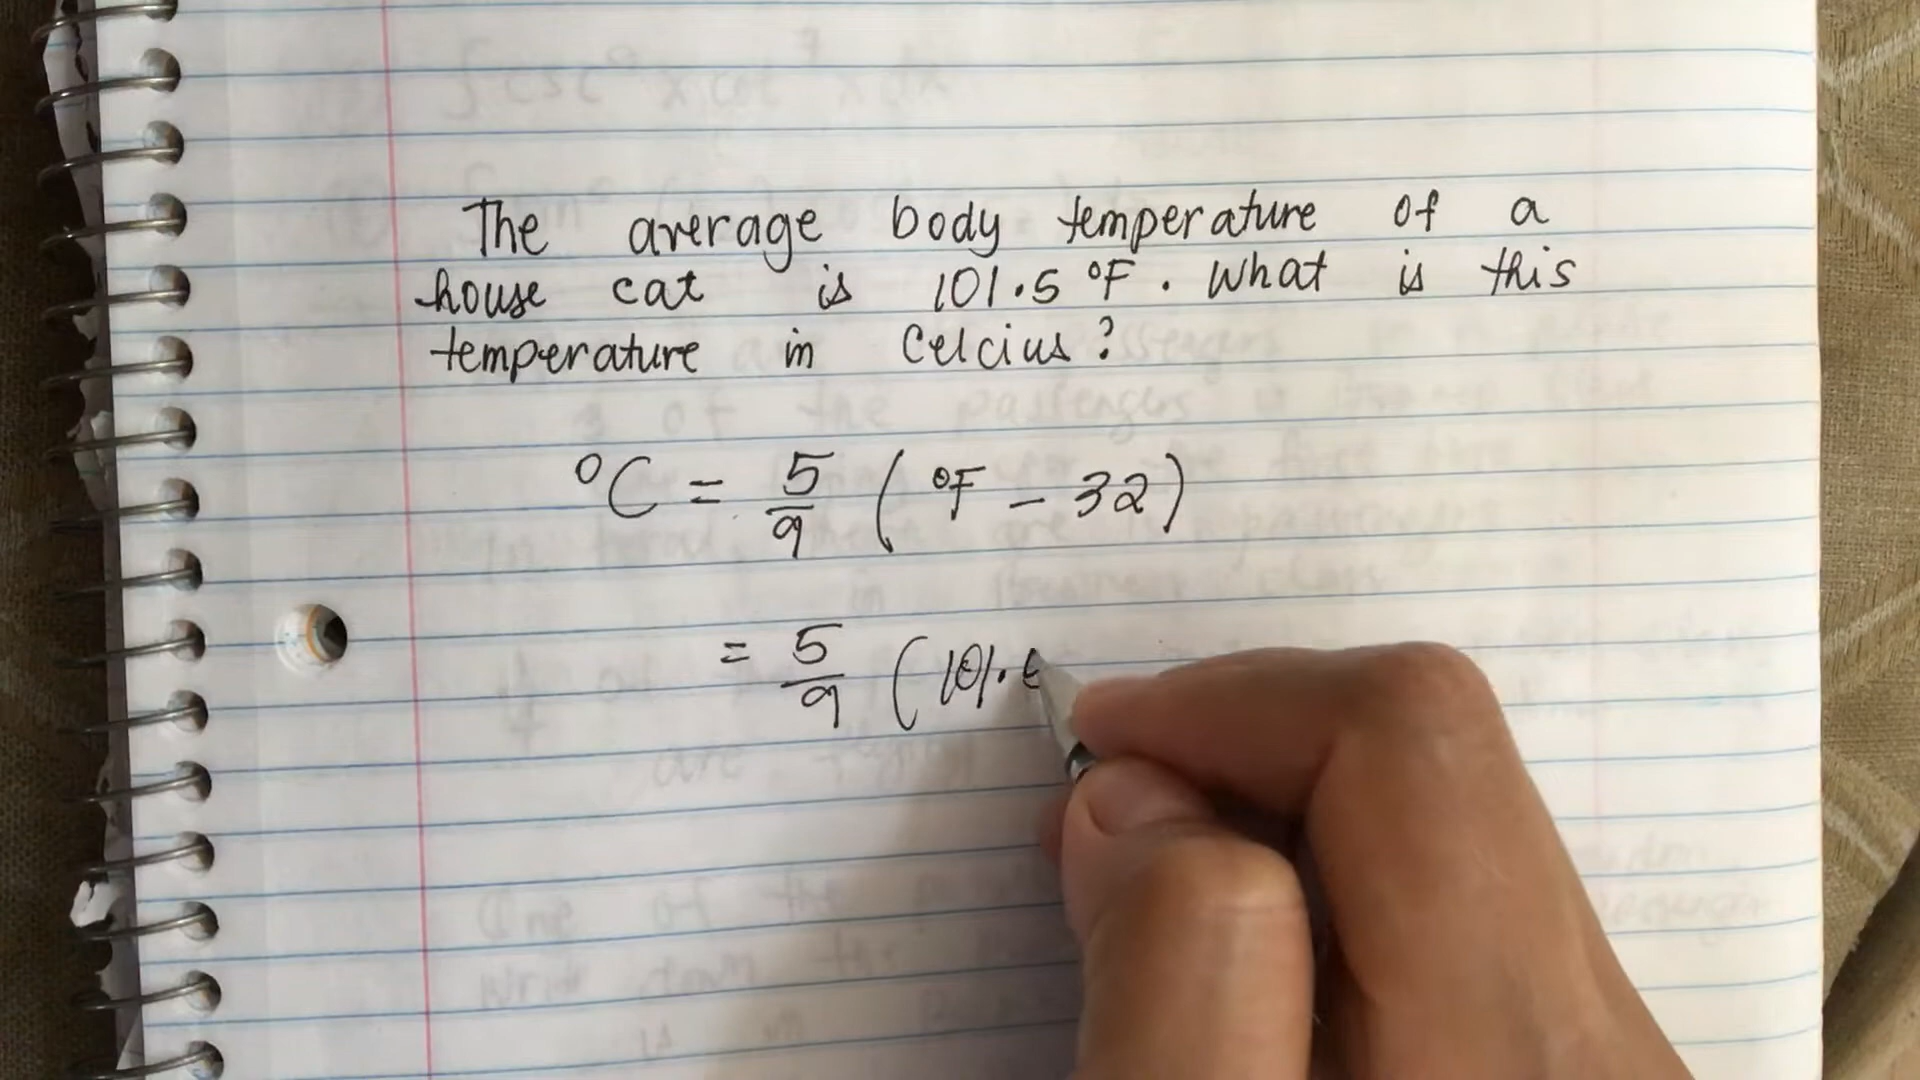 The average body temperature of a
house cat is 101.5 °F. What is this
temperature in Celcius?
°C = 5/9 (°F - 32)
= 5/9 (101.